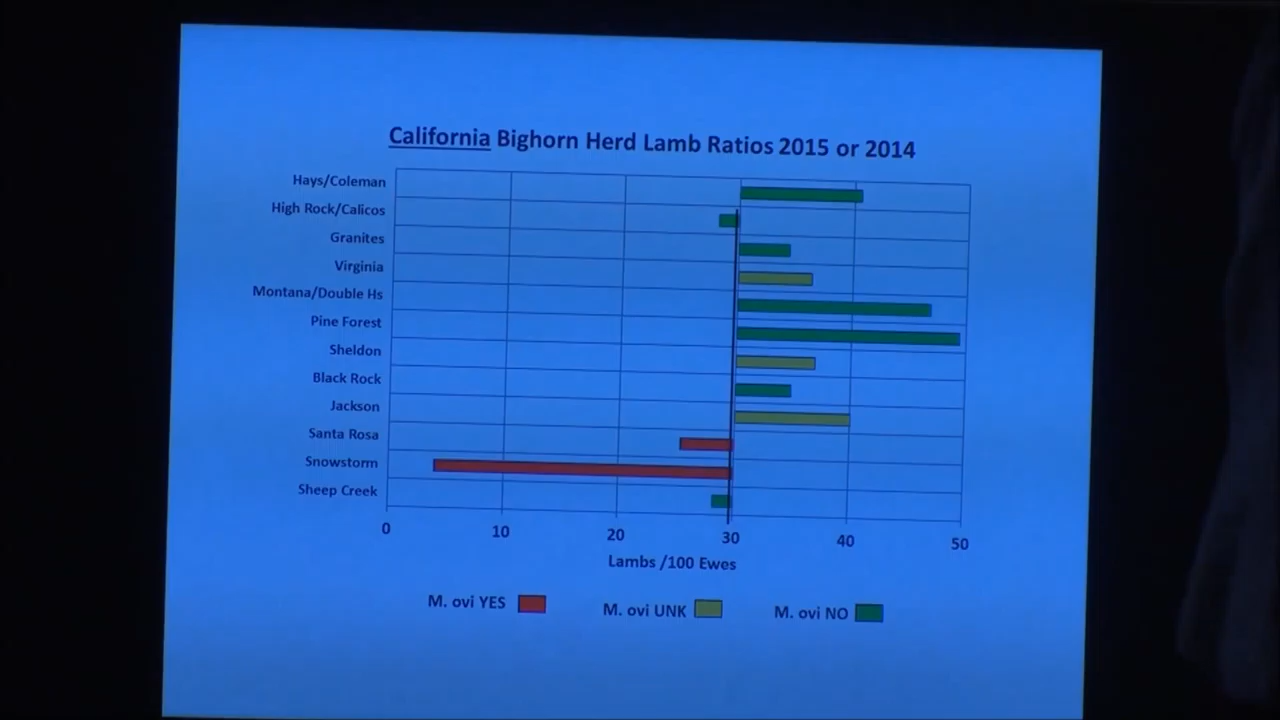 California Bighorn Herd Lamb Ratios 2015 or 2014
Hays/Coleman
High Rock/Calicos
Granites
Virginia
Montana/Double Hs
Pine Forest
Sheldon
Black Rock
Jackson
Santa Rosa
Snowstorm
Sheep Creek
0 10 20 30 40 50
Lambs /100 Ewes
M. ovi YES M. ovi UNK M. ovi NO